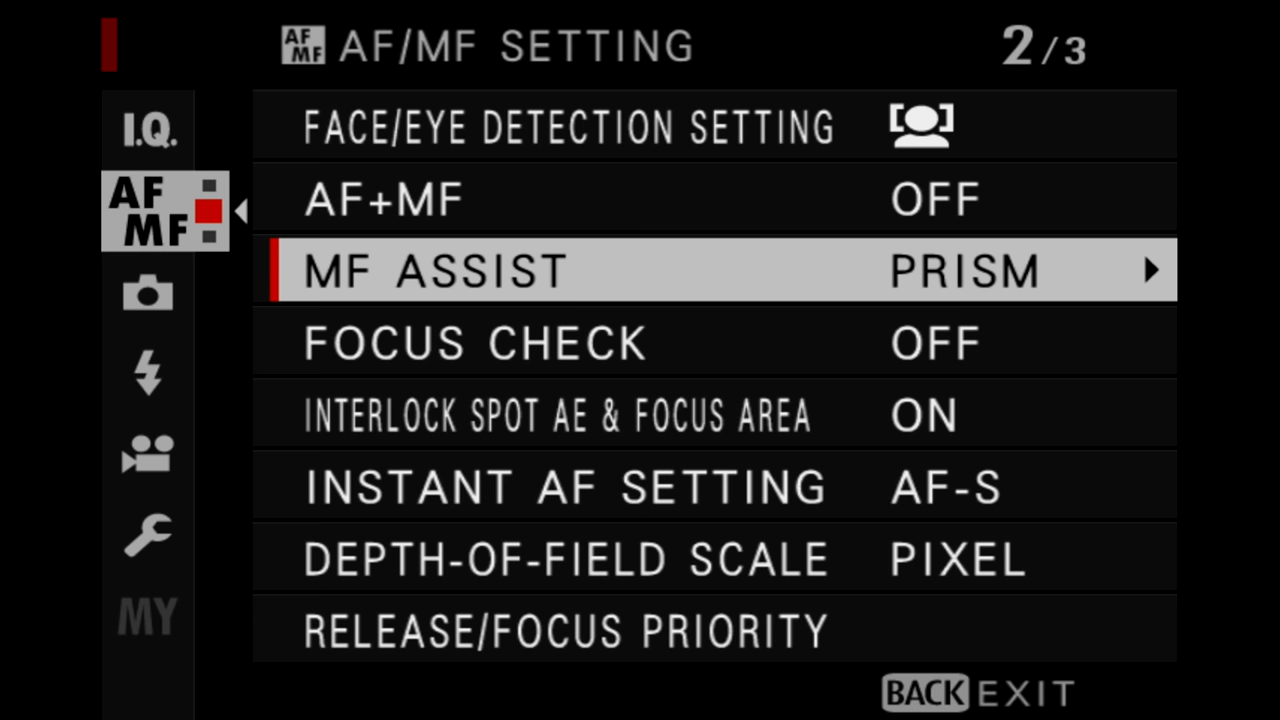 AF MF AF/MF SETTING 2/3
I.Q.
AF
MF
FACE/EYE DETECTION SETTING
AF+MF OFF
MF ASSIST PRISM
FOCUS CHECK OFF
INTERLOCK SPOT AE & FOCUS AREA ON
INSTANT AF SETTING AF-S
DEPTH-OF-FIELD SCALE PIXEL
MY
RELEASE/FOCUS PRIORITY
BACK EXIT